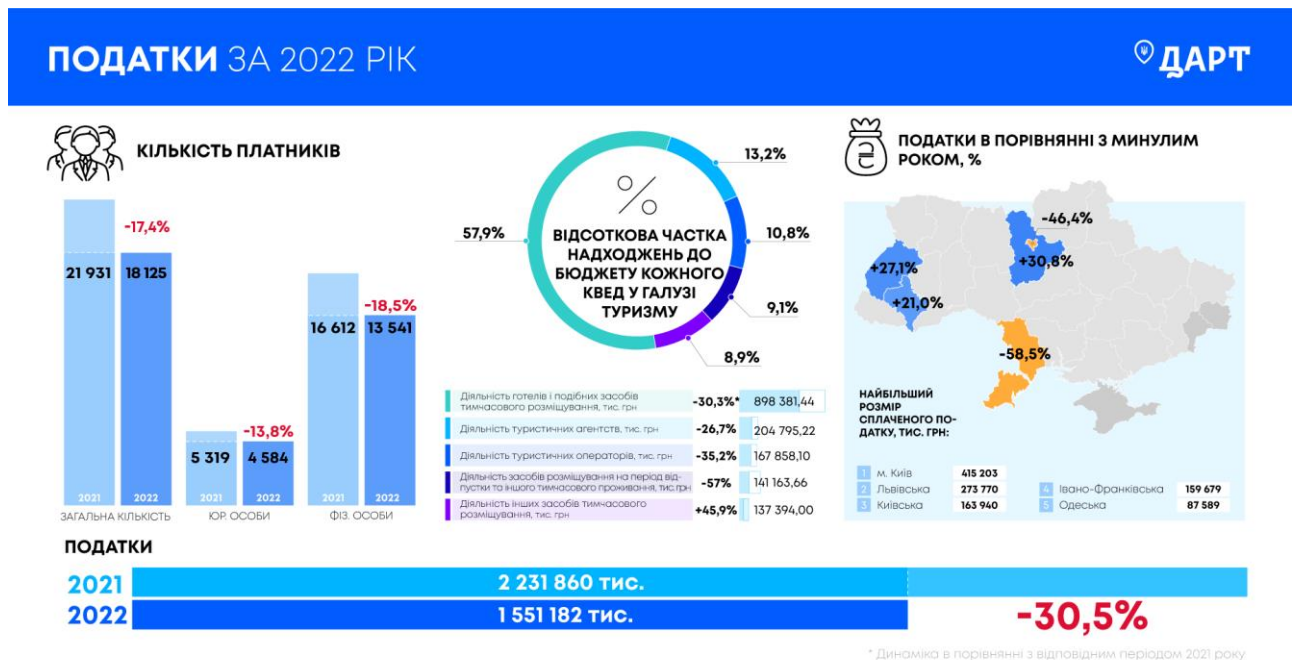 ПОДАТКИ ЗА 2022 РІК
ДАРТ
КІЛЬКІСТЬ ПЛАТНИКІВ
-17,4%
21 931
18 125
2021
2022
ЗАГАЛЬНА КІЛЬКІСТЬ
-13,8%
5 319
4 584
2021
2022
ЮР. ОСОБИ
-18,5%
16 612
13 541
2021
2022
ФІЗ. ОСОБИ
%
ВІДСОТКОВА ЧАСТКА
НАДХОДЖЕНЬ ДО
БЮДЖЕТУ КОЖНОГО
КВЕД У ГАЛУЗІ
ТУРИЗМУ
57,9%
13,2%
10,8%
9,1%
8,9%
Діяльність готелів і подібних засобів
тимчасового розміщування, тис. грн
-30,3%*
898 381,44
Діяльність туристичних агентств, тис. грн
-26,7%
204 795,22
Діяльність туристичних операторів, тис. грн
-35,2%
167 858,10
Діяльність засобів розміщування на період від-
пустки та іншого тимчасового проживання, тис.грн
-57%
141 163,66
Діяльність інших засобів тимчасового
розміщування, тис. грн
+45,9%
137 394,00
₴
ПОДАТКИ В ПОРІВНЯННІ З МИНУЛИМ
РОКОМ, %
-46,4%
+30,8%
+27,1%
+21,0%
-58,5%
НАЙБІЛЬШИЙ
РОЗМІР
СПЛАЧЕНОГО ПО-
ДАТКУ, ТИС. ГРН:
1 м. Київ 415 203
2 Львівська 273 770
3 Київська 163 940
4 Івано-Франківська 159 679
5 Одеська 87 589
ПОДАТКИ
2021 2 231 860 тис.
2022 1 551 182 тис.
-30,5%
* Динаміка в порівнянні з відповідним періодом 2021 року